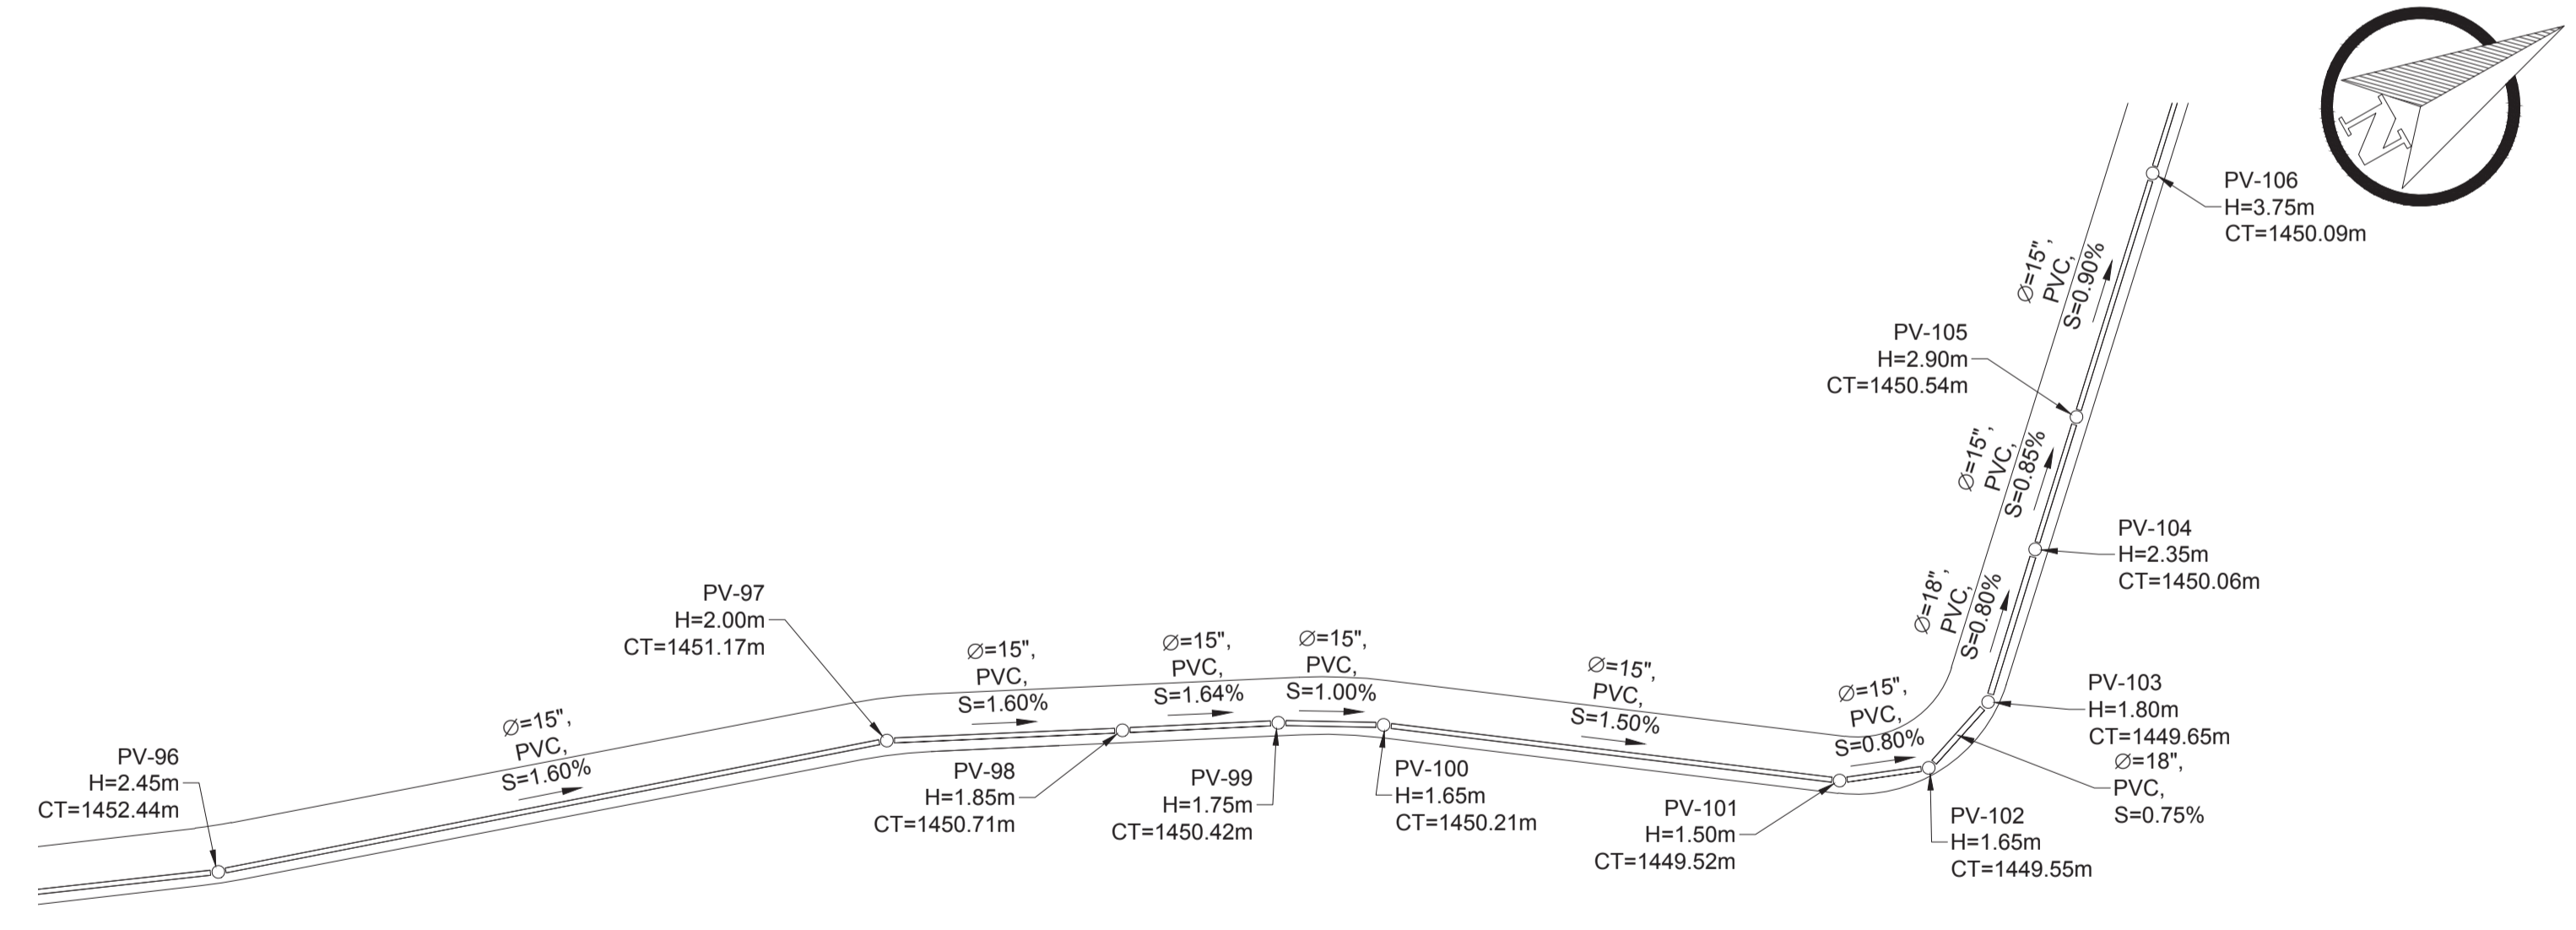 N
PV-106
H=3.75m
CT=1450.09m
Ø=15",
PVC,
S=0.90%
PV-105
H=2.90m
CT=1450.54m
Ø=15",
PVC,
S=0.85%
PV-104
H=2.35m
CT=1450.06m
Ø=18",
PVC,
S=0.80%
PV-97
H=2.00m
CT=1451.17m
Ø=15",
PVC,
S=1.60%
Ø=15",
PVC,
S=1.64%
Ø=15",
PVC,
S=1.00%
Ø=15",
PVC,
S=1.50%
Ø=15",
PVC,
S=0.80%
PV-103
H=1.80m
CT=1449.65m
Ø=18",
PVC,
S=0.75%
Ø=15",
PVC,
S=1.60%
PV-96
H=2.45m
CT=1452.44m
PV-98
H=1.85m
CT=1450.71m
PV-99
H=1.75m
CT=1450.42m
PV-100
H=1.65m
CT=1450.21m
PV-101
H=1.50m
CT=1449.52m
PV-102
H=1.65m
CT=1449.55m